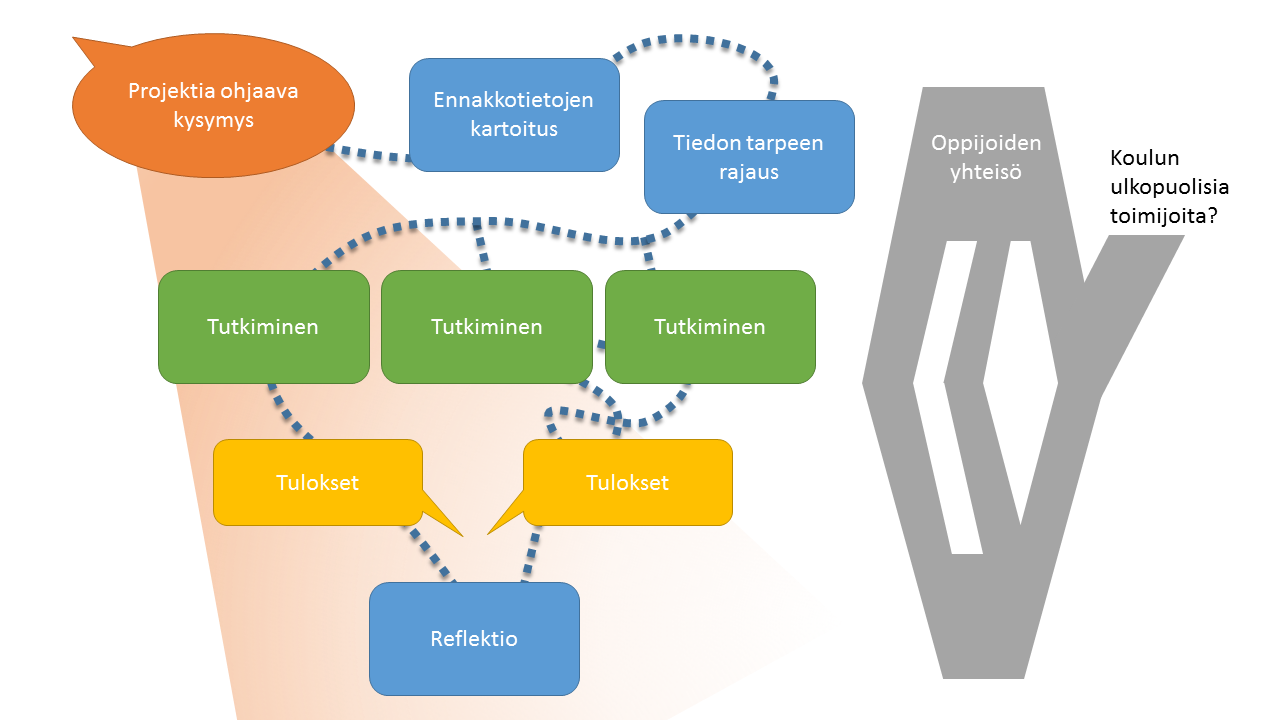 Projektia ohjaava
kysymys
Ennakkotietojen
kartoitus
Tiedon tarpeen
rajaus
Oppijoiden
yhteisö
Koulun
ulkopuolisia
toimijoita?
Tutkiminen
Tutkiminen
Tutkiminen
Tulokset
Tulokset
Reflektio